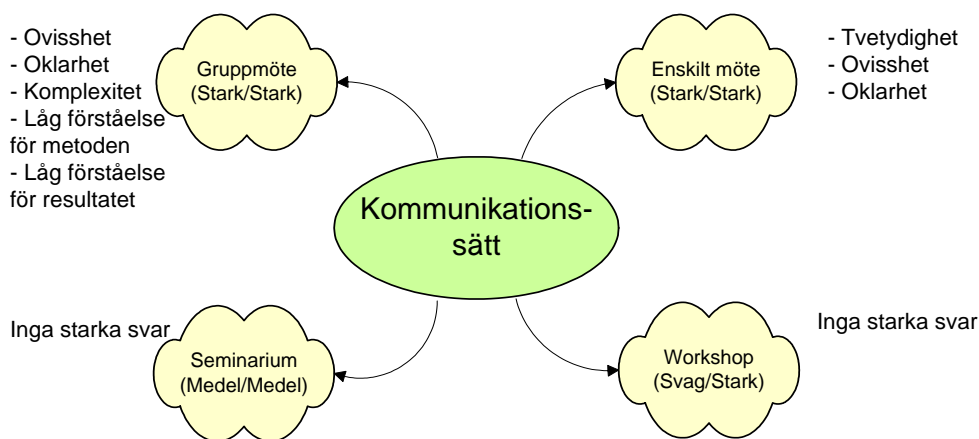 - Ovisshet
- Oklarhet
- Komplexitet
- Låg förståelse
för metoden
- Låg förståelse
för resultatet
Gruppmöte
(Stark/Stark)
Enskilt möte
(Stark/Stark)
- Tvetydighet
- Ovisshet
- Oklarhet
Kommunikations-
sätt
Inga starka svar
Seminarium
(Medel/Medel)
Workshop
(Svag/Stark)
Inga starka svar